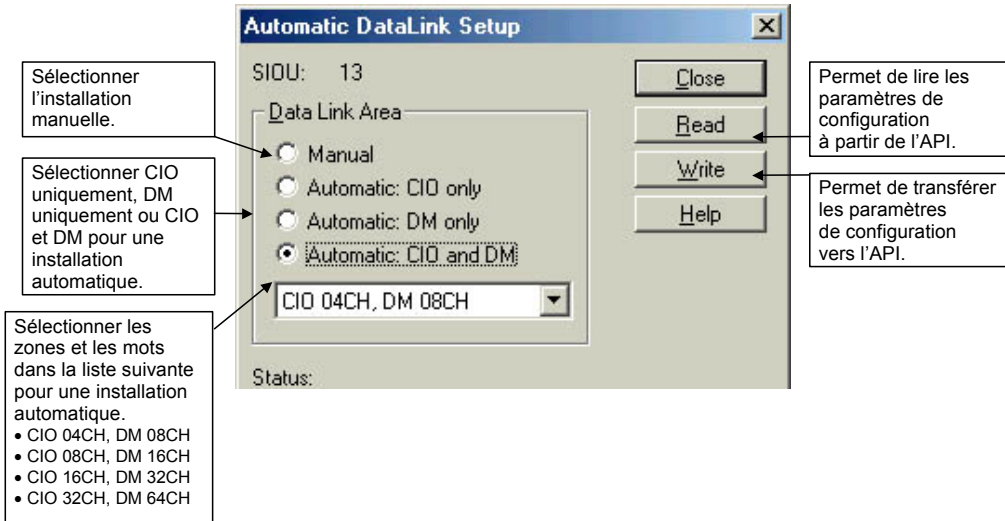 Automatic DataLink Setup
SIOU: 13
Data Link Area
Manual
Automatic: CIO only
Automatic: DM only
Automatic: CIO and DM
CIO 04CH, DM 08CH
Status:
Close
Read
Write
Help
Sélectionner
l’installation
manuelle.
Sélectionner CIO
uniquement, DM
uniquement ou CIO
et DM pour une
installation
automatique.
Sélectionner les
zones et les mots
dans la liste suivante
pour une installation
automatique.
• CIO 04CH, DM 08CH
• CIO 08CH, DM 16CH
• CIO 16CH, DM 32CH
• CIO 32CH, DM 64CH
Permet de lire les
paramètres de
configuration
à partir de l’API.
Permet de transférer
les paramètres
de configuration
vers l’API.